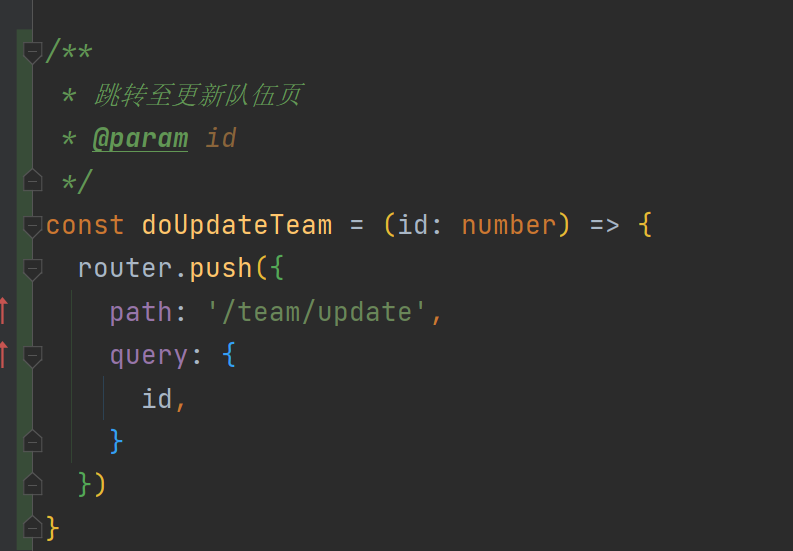 /**
 * 跳转至更新队伍页
 * @param id
 */
const doUpdateTeam = (id: number) => {
  router.push({
    path: '/team/update',
    query: {
      id,
    }
  })
}